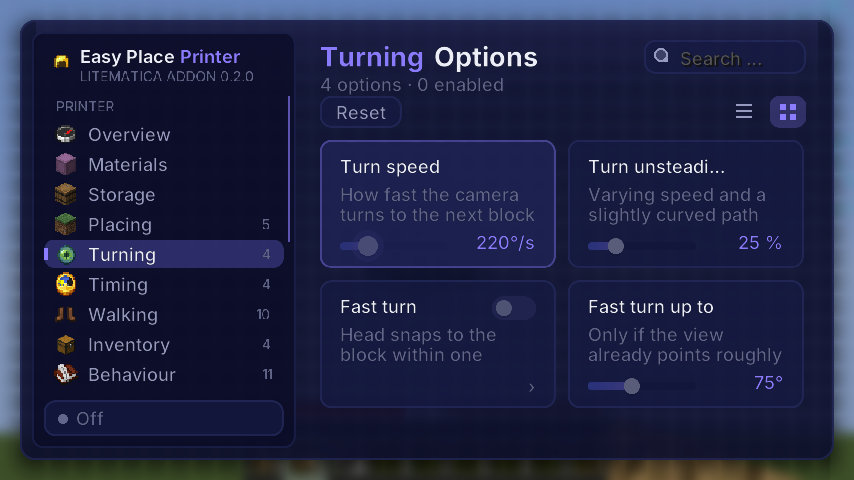 Easy Place Printer
LITEMATICA ADDON 0.2.0
PRINTER
Overview
Materials
Storage
Placing 5
Turning 4
Timing 4
Walking 10
Inventory 4
Behaviour 11
Off
Turning Options
4 options · 0 enabled
Search ...
Reset
Turn speed
How fast the camera
turns to the next block
220°/s
Turn unsteadi...
Varying speed and a
slightly curved path
25 %
Fast turn
Head snaps to the
block within one
›
Fast turn up to
Only if the view
already points roughly
75°